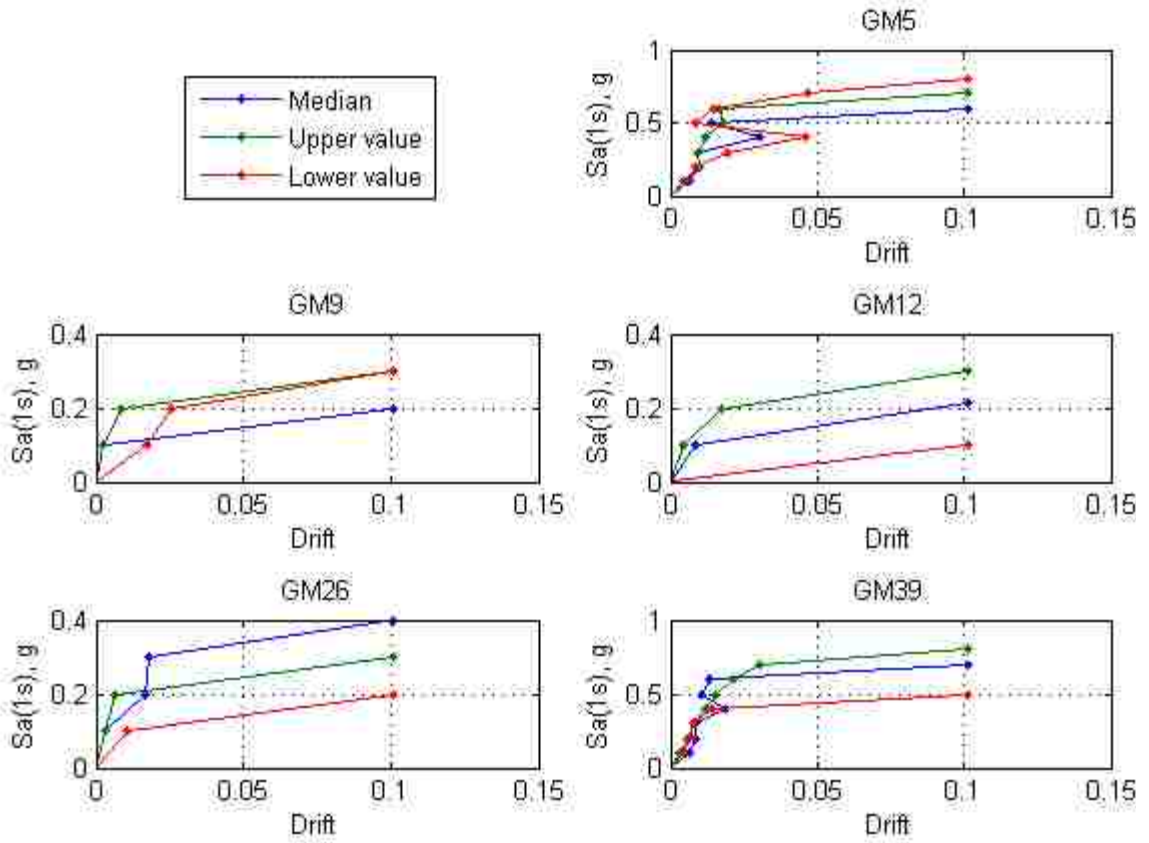 GM5
Median
Upper value
Lower value
1
0.5
0
Sa(1s), g
0 0.05 0.1 0.15
Drift
GM9
0.4
0.2
0
Sa(1s), g
0 0.05 0.1 0.15
Drift
GM12
0.4
0.2
0
Sa(1s), g
0 0.05 0.1 0.15
Drift
GM26
0.4
0.2
0
Sa(1s), g
0 0.05 0.1 0.15
Drift
GM39
1
0.5
0
Sa(1s), g
0 0.05 0.1 0.15
Drift